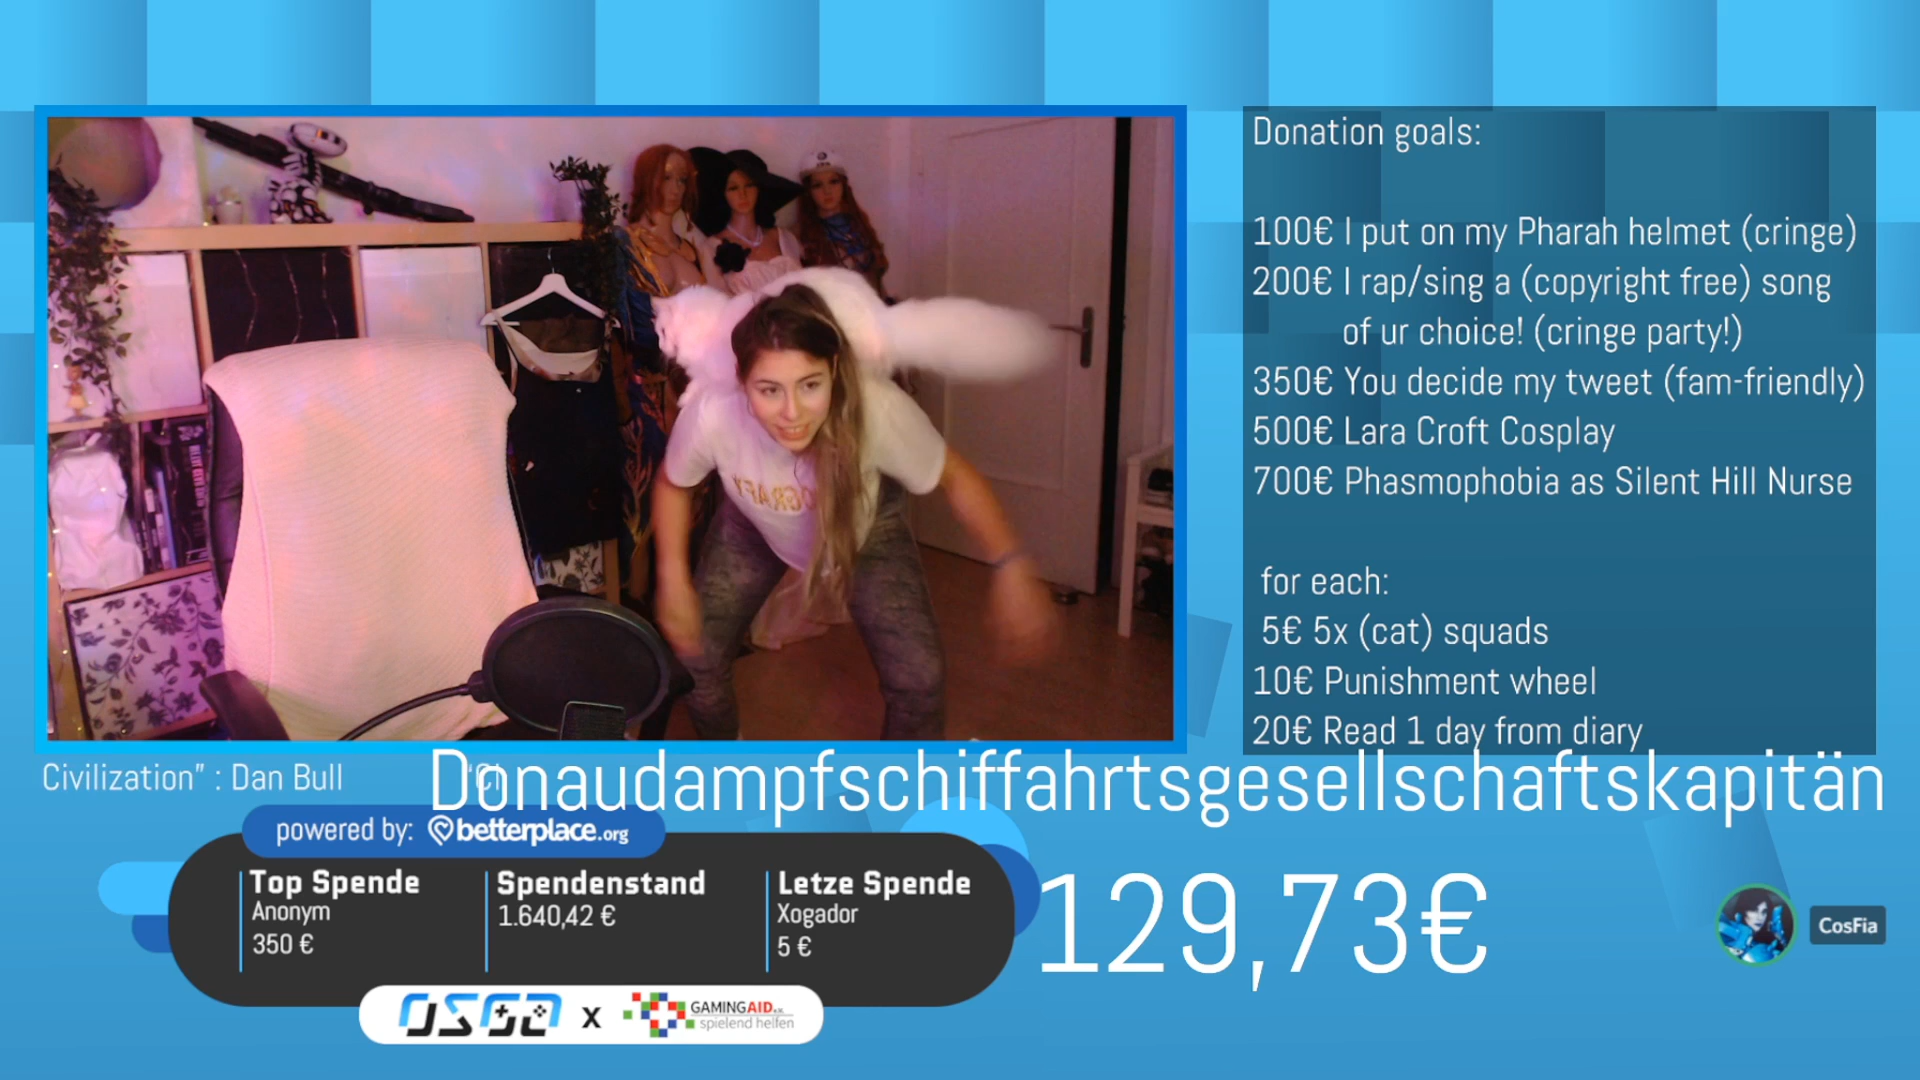 Donation goals:
100€ I put on my Pharah helmet (cringe)
200€ I rap/sing a (copyright free) song
of ur choice! (cringe party!)
350€ You decide my tweet (fam-friendly)
500€ Lara Croft Cosplay
700€ Phasmophobia as Silent Hill Nurse
for each:
5€ 5x (cat) squads
10€ Punishment wheel
20€ Read 1 day from diary
Civilization" : Dan Bull
Donaudampfschiffahrtsgesellschaftskapitän
powered by: betterplace.org
Top Spende
Anonym
350 €
Spendenstand
1.640,42 €
Letze Spende
Xogador
5 €
129,73€
CosFia
x
GAMINGAID e.V.
spielend helfen